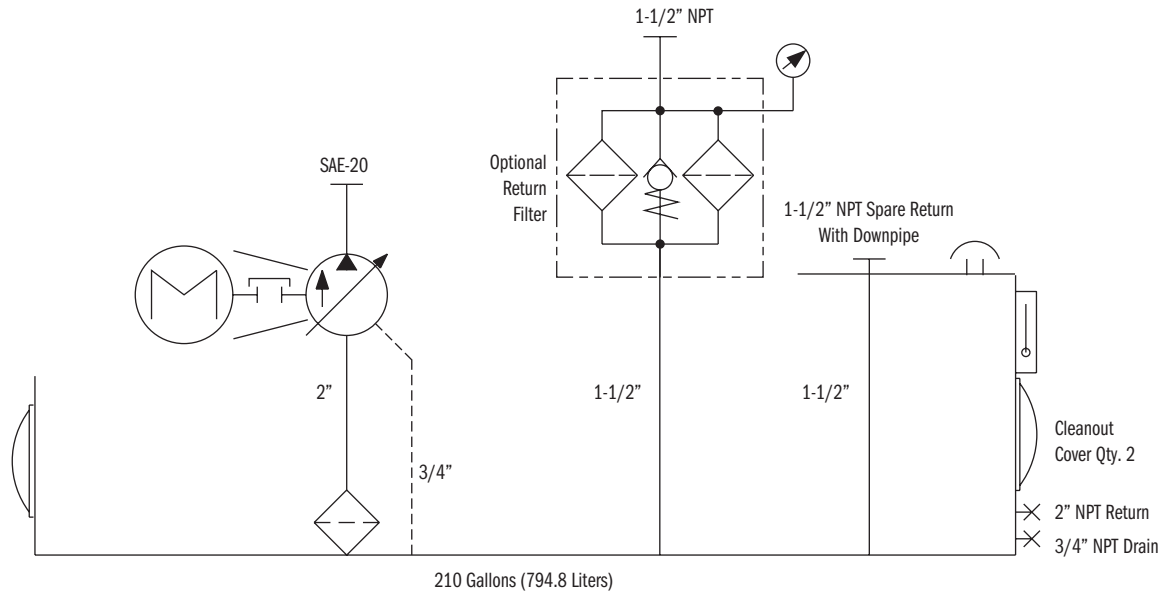 1-1/2” NPT
SAE-20
Optional
Return
Filter
1-1/2” NPT Spare Return
With Downpipe
M
2”
1-1/2”
1-1/2”
3/4”
Cleanout
Cover Qty. 2
2” NPT Return
3/4” NPT Drain
210 Gallons (794.8 Liters)